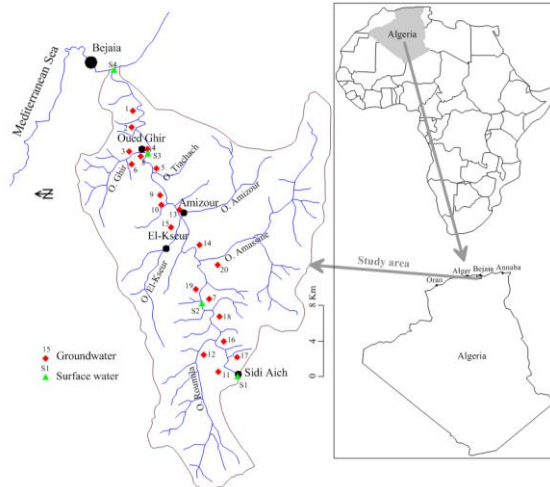 Bejaia
S4
Mediterranean Sea
1
2
Oued Ghir
3
4
S3
8
6
5
O. Ghir
O. Tiachach
N
9
10
Amizour
13
O. Amizour
15
El-Kseur
14
O. Amassine
20
O. El-Kseur
19
7
S2
18
16
12
17
Sidi Aich
11
S1
O. Roumila
15
Groundwater
S1
Surface water
Study area
8 Km
4
0
Algeria
Oran
Alger
Bejaia
Annaba
Algeria